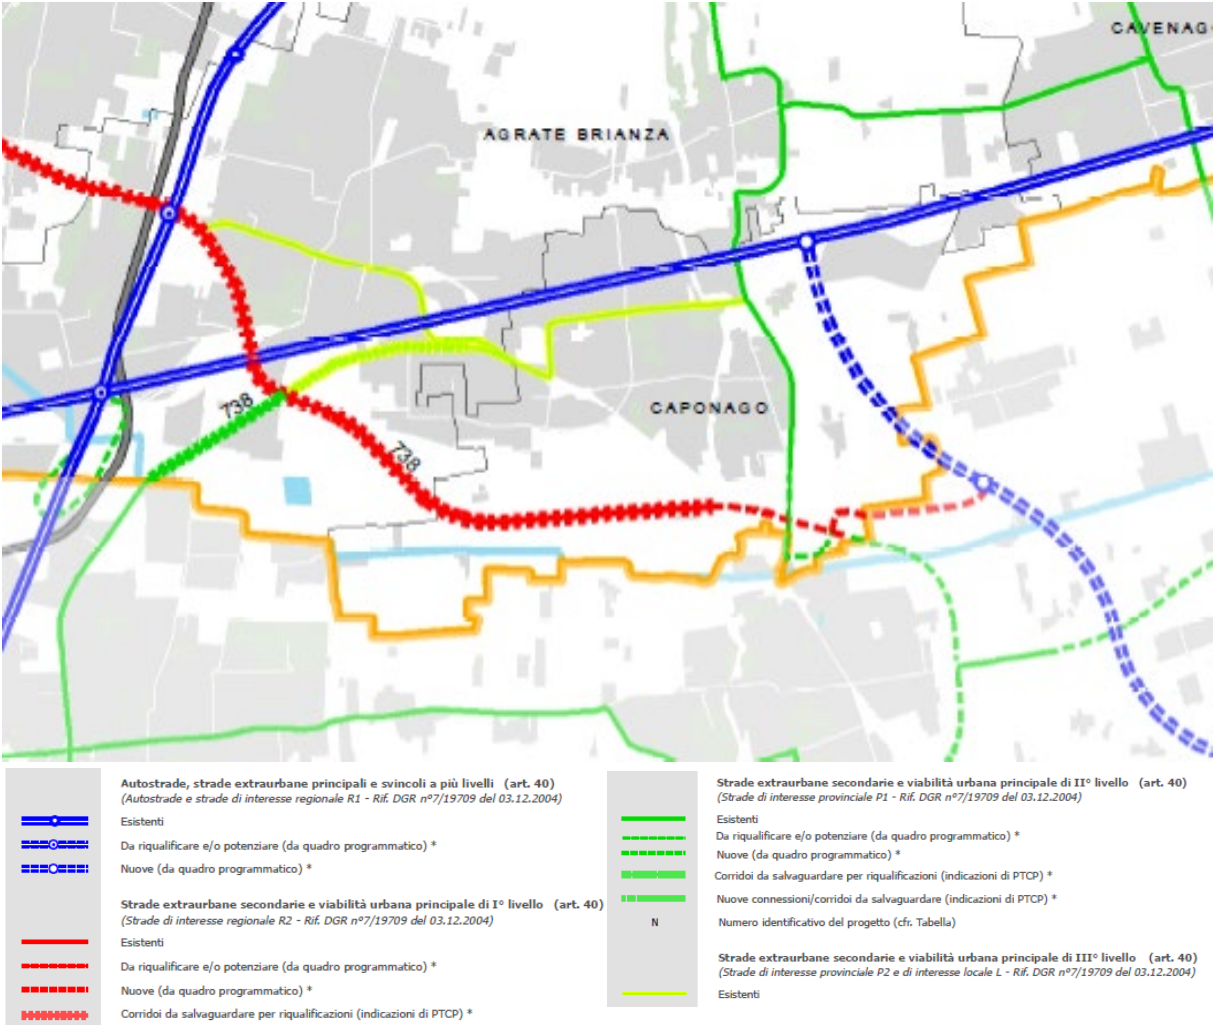 CAVENAG
AGRATE BRIANZA
738
CAPONAGO
738
Autostrade, strade extraurbane principali e svincoli a più livelli (art. 40)
(Autostrade e strade di interesse regionale R1 - Rif. DGR n°7/19709 del 03.12.2004)
Esistenti
Da riqualificare e/o potenziare (da quadro programmatico) *
Nuove (da quadro programmatico) *
Strade extraurbane secondarie e viabilità urbana principale di I° livello (art. 40)
(Strade di interesse regionale R2 - Rif. DGR n°7/19709 del 03.12.2004)
Esistenti
Da riqualificare e/o potenziare (da quadro programmatico) *
Nuove (da quadro programmatico) *
Corridoi da salvaguardare per riqualificazioni (indicazioni di PTCP) *
Strade extraurbane secondarie e viabilità urbana principale di II° livello (art. 40)
(Strade di interesse provinciale P1 - Rif. DGR n°7/19709 del 03.12.2004)
Esistenti
Da riqualificare e/o potenziare (da quadro programmatico) *
Nuove (da quadro programmatico) *
Corridoi da salvaguardare per riqualificazioni (indicazioni di PTCP) *
Nuove connessioni/corridoi da salvaguardare (indicazioni di PTCP) *
N Numero identificativo del progetto (cfr. Tabella)
Strade extraurbane secondarie e viabilità urbana principale di III° livello (art. 40)
(Strade di interesse provinciale P2 e di interesse locale L - Rif. DGR n°7/19709 del 03.12.2004)
Esistenti